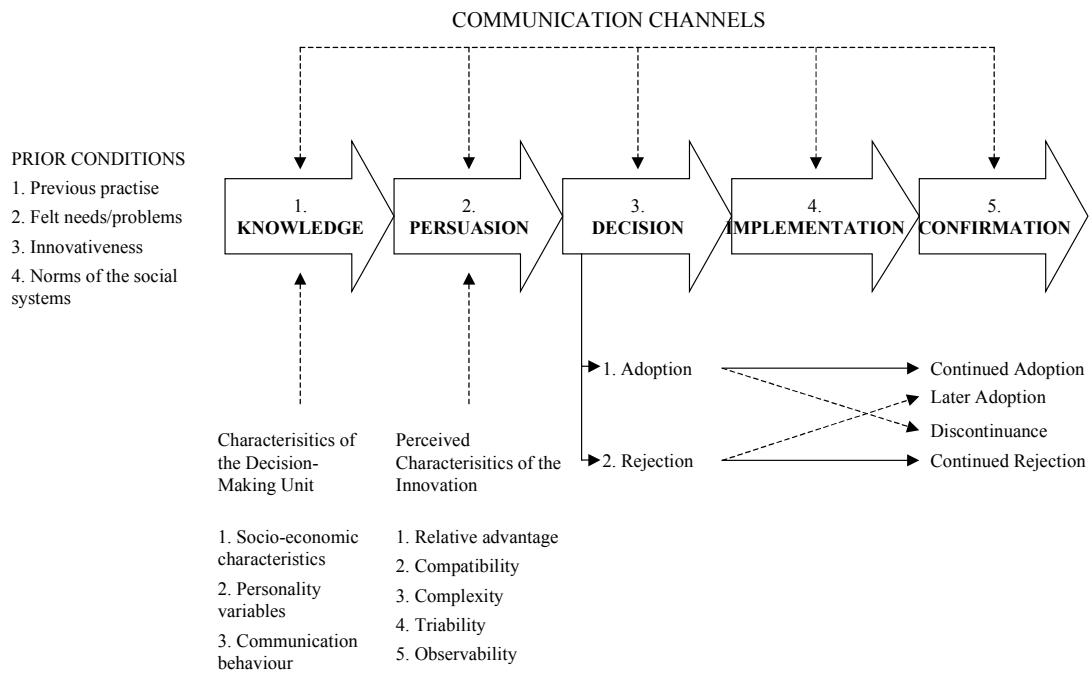 COMMUNICATION CHANNELS
PRIOR CONDITIONS
1. Previous practise
2. Felt needs/problems
3. Innovativeness
4. Norms of the social
systems
1.
KNOWLEDGE
2.
PERSUASION
3.
DECISION
4.
IMPLEMENTATION
5.
CONFIRMATION
1. Adoption
2. Rejection
Continued Adoption
Later Adoption
Discontinuance
Continued Rejection
Characterisitics of
the Decision-
Making Unit
1. Socio-economic
characteristics
2. Personality
variables
3. Communication
behaviour
Perceived
Characterisitics of the
Innovation
1. Relative advantage
2. Compatibility
3. Complexity
4. Triability
5. Observability